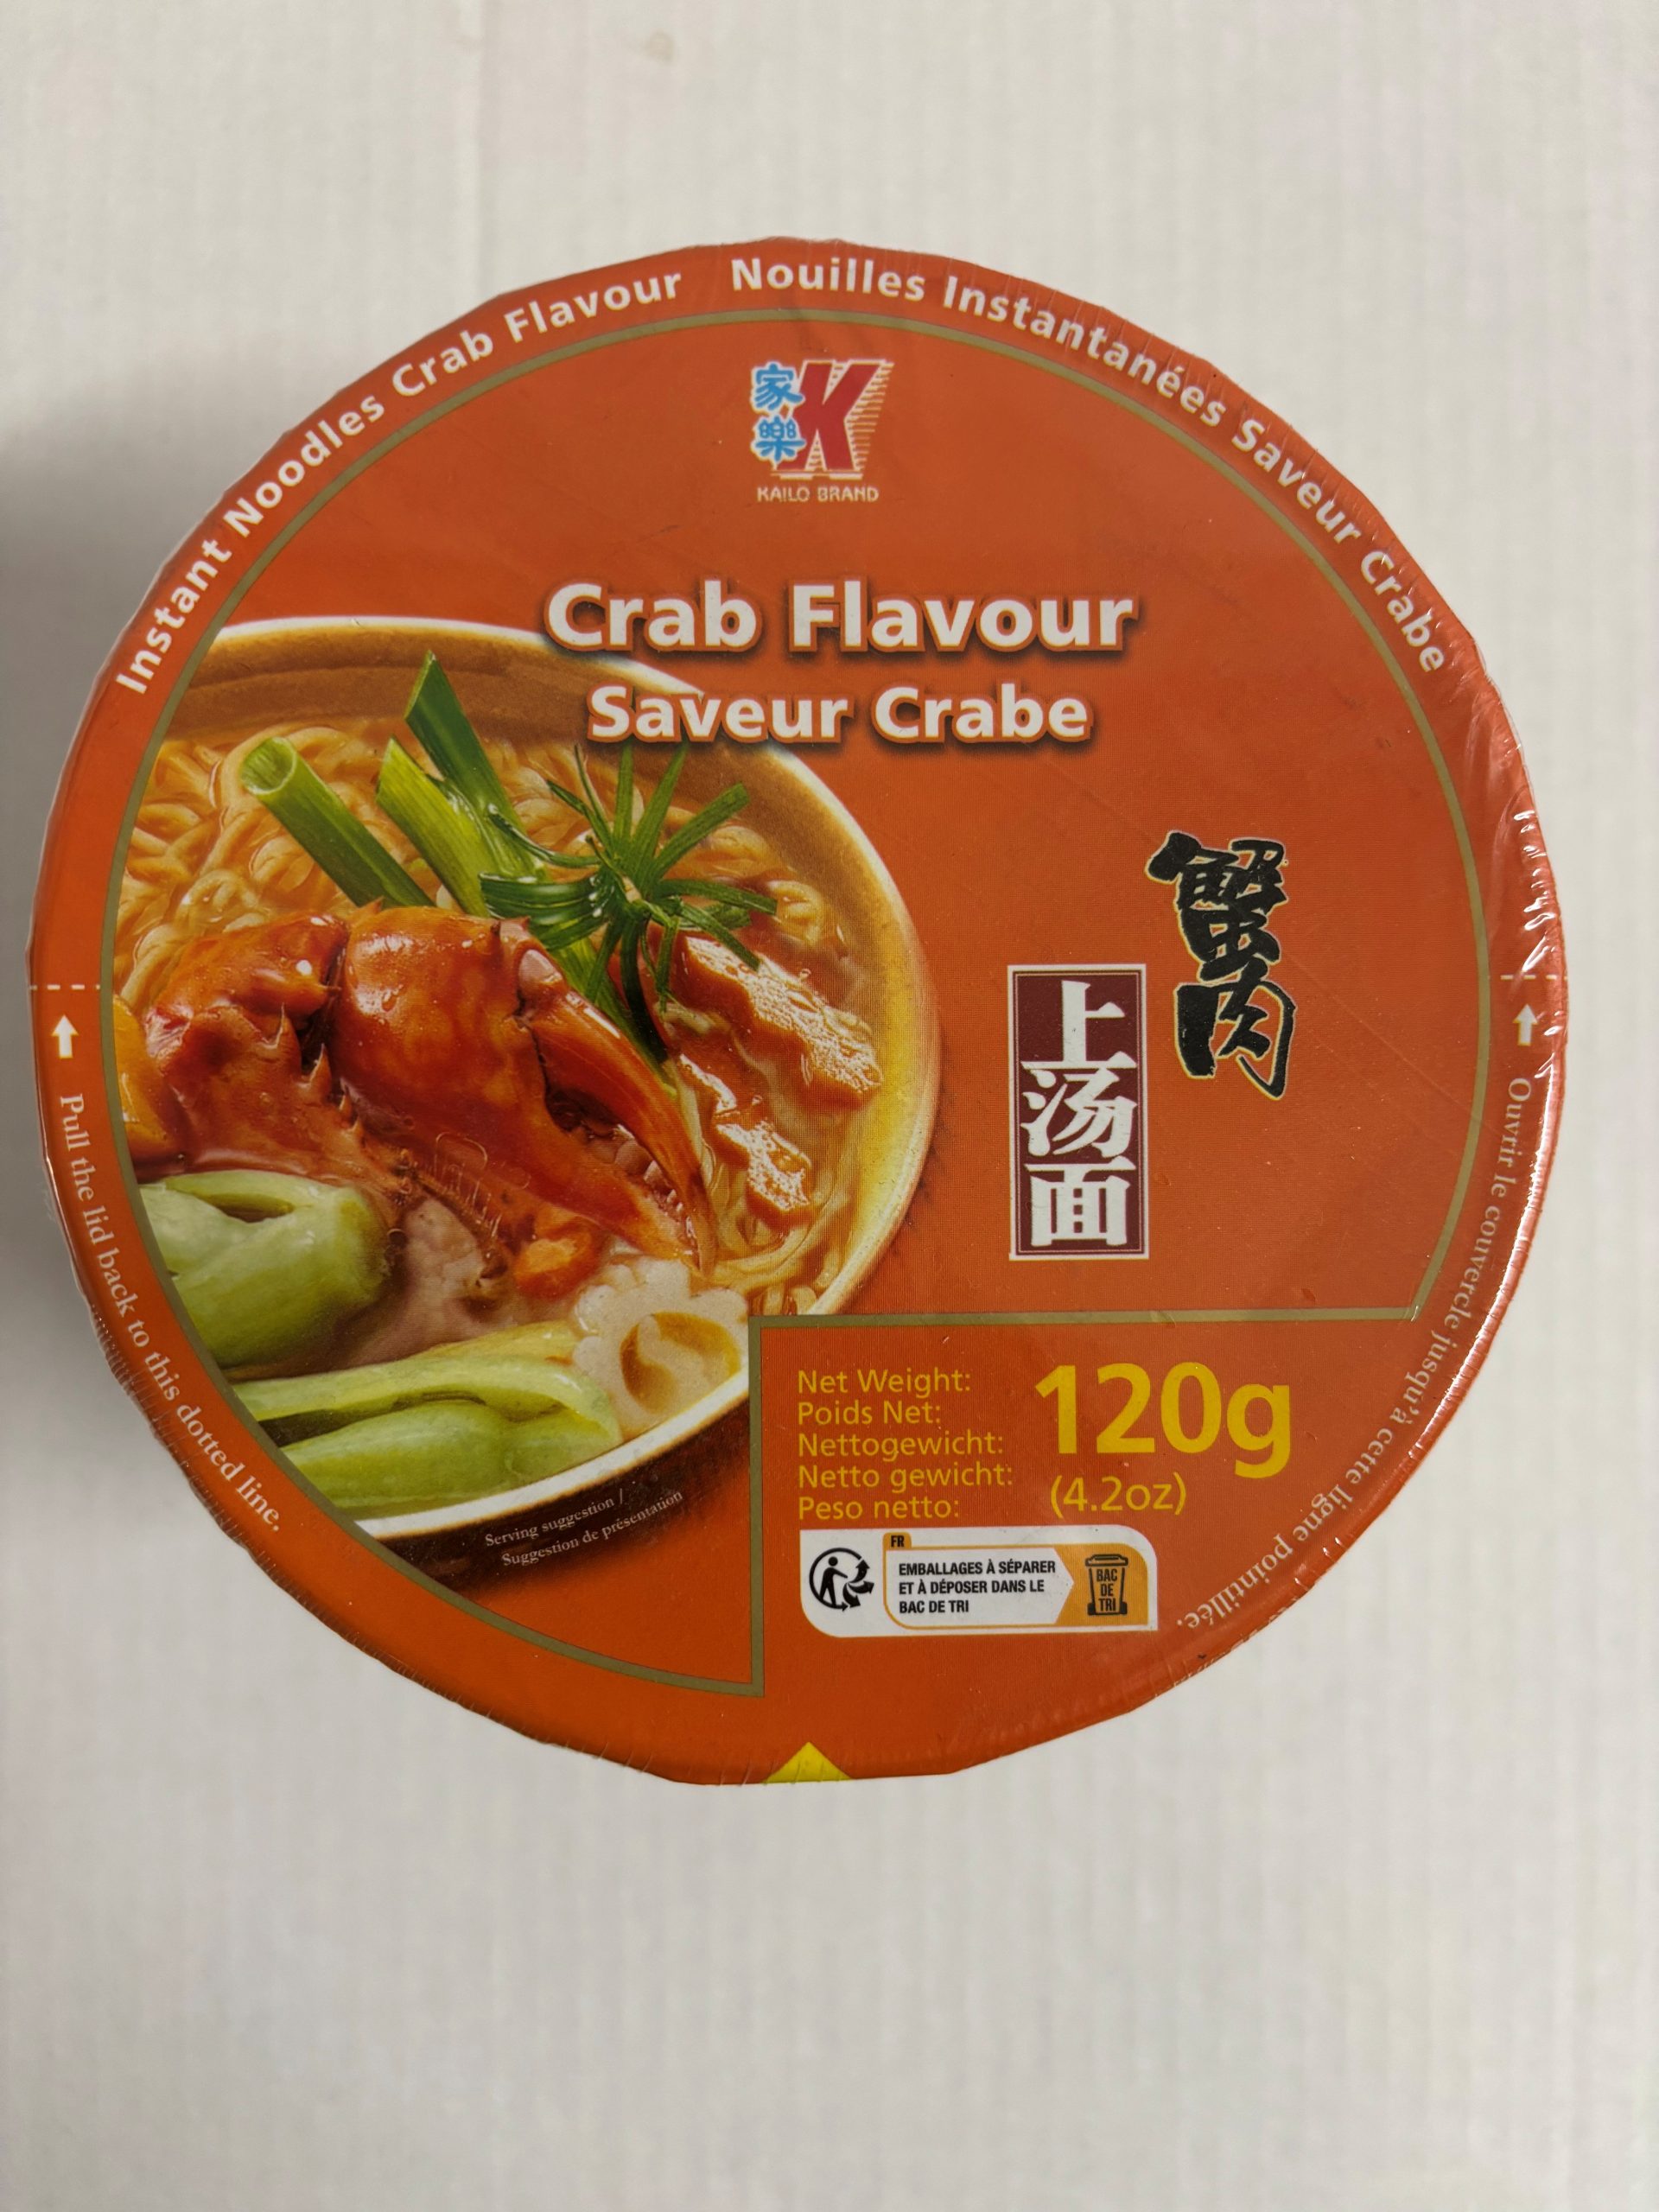 Instant Noodles Crab Flavour
Nouilles Instantanées Saveur Crabe
家樂
K
KAILO BRAND
Crab Flavour
Saveur Crabe
蟹肉
上汤面
Pull the lid back to this dotted line.
Ouvrir le couvercle jusqu'à cette ligne pointillée.
Net Weight:
Poids Net:
Nettogewicht:
Netto gewicht:
Peso netto:
120g
(4.2oz)
Serving suggestion /
Suggestion de présentation
FR
EMBALLAGES À SÉPARER
ET À DÉPOSER DANS LE
BAC DE TRI
BAC
DE
TRI